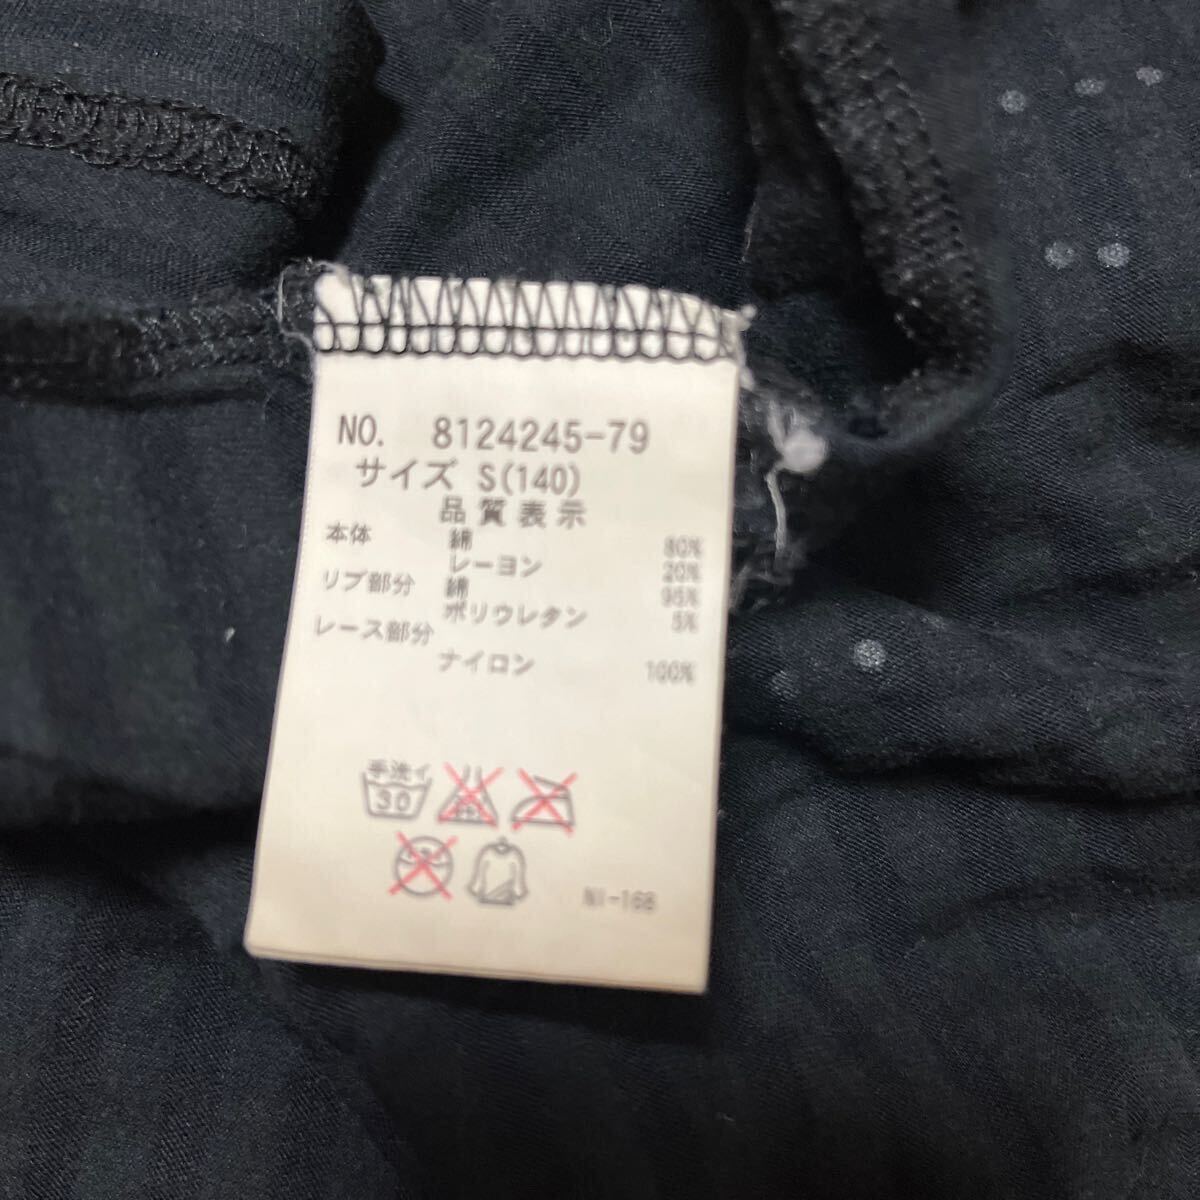 NO. 8124245-79
サイズ S(140)
品質表示
本体 綿 80%
レーヨン 20%
リブ部分 綿 95%
ポリウレタン 5%
レース部分
ナイロン 100%
手洗イ
30
NI-168